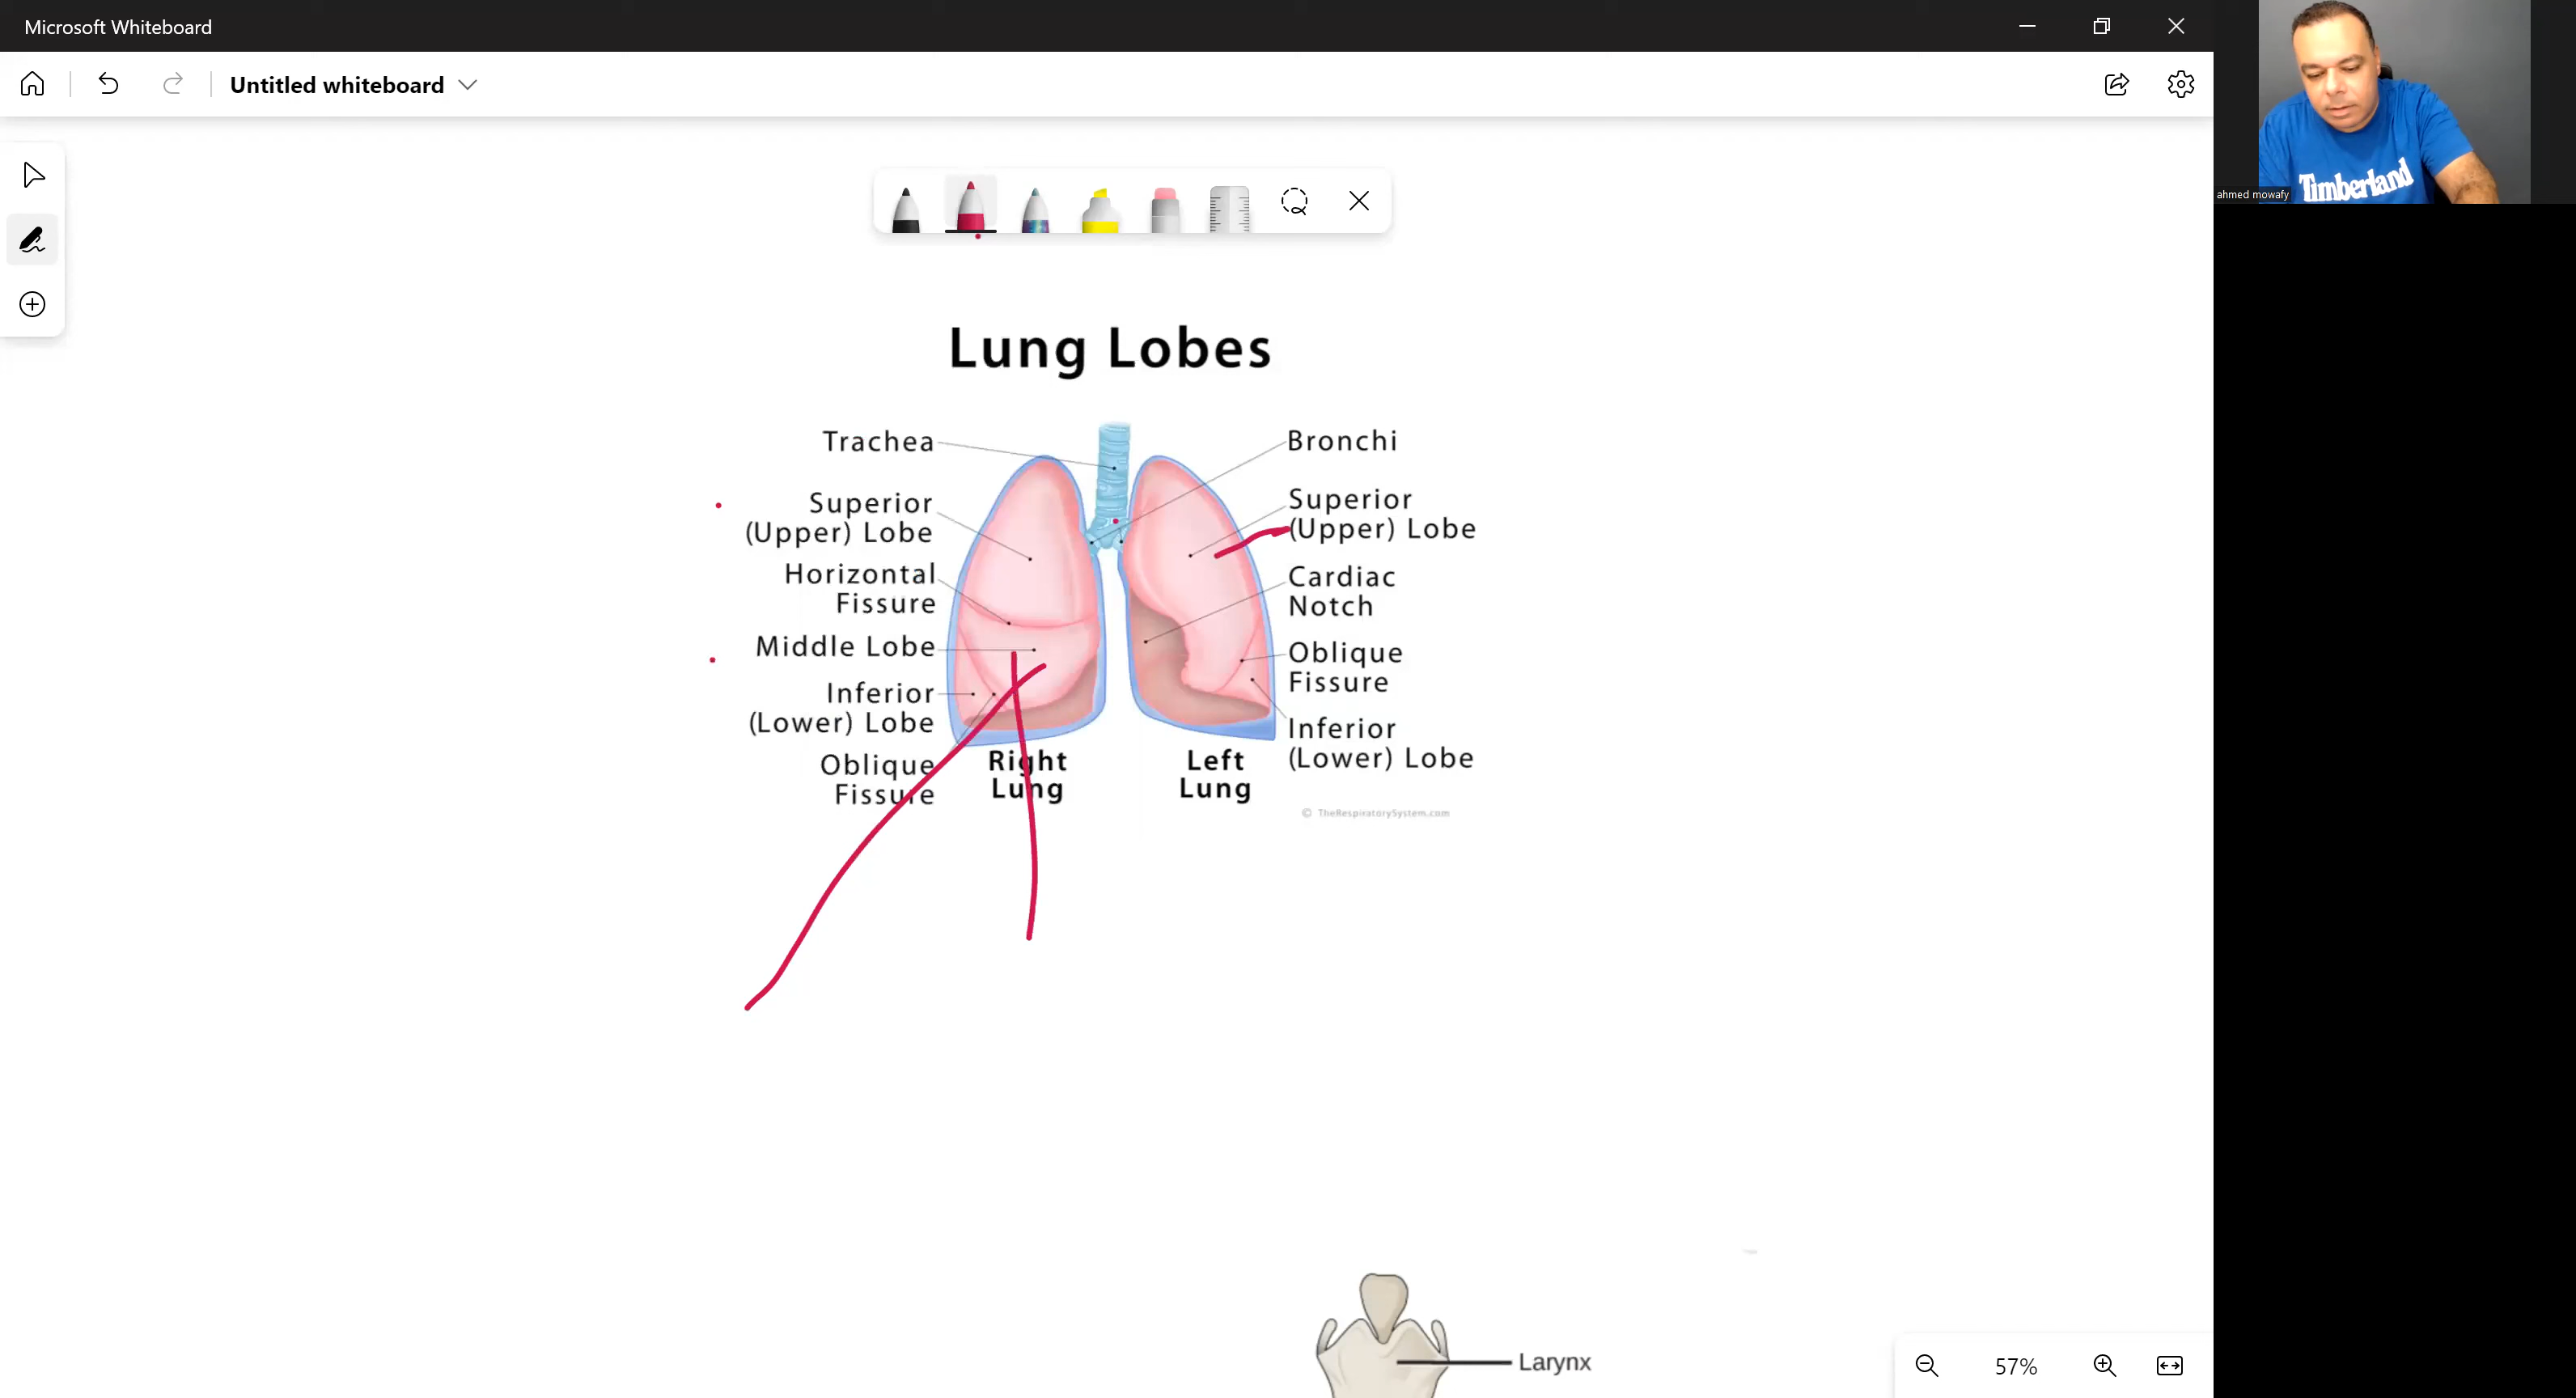 Microsoft Whiteboard
Untitled whiteboard
ahmed mowafy
Timberland
Lung Lobes
Trachea
Superior
(Upper) Lobe
Horizontal
Fissure
Middle Lobe
Inferior
(Lower) Lobe
Oblique
Fissure
Bronchi
Superior
(Upper) Lobe
Cardiac
Notch
Oblique
Fissure
Inferior
(Lower) Lobe
Right
Lung
Left
Lung
© TheRespiratorySystem.com
Larynx
57%